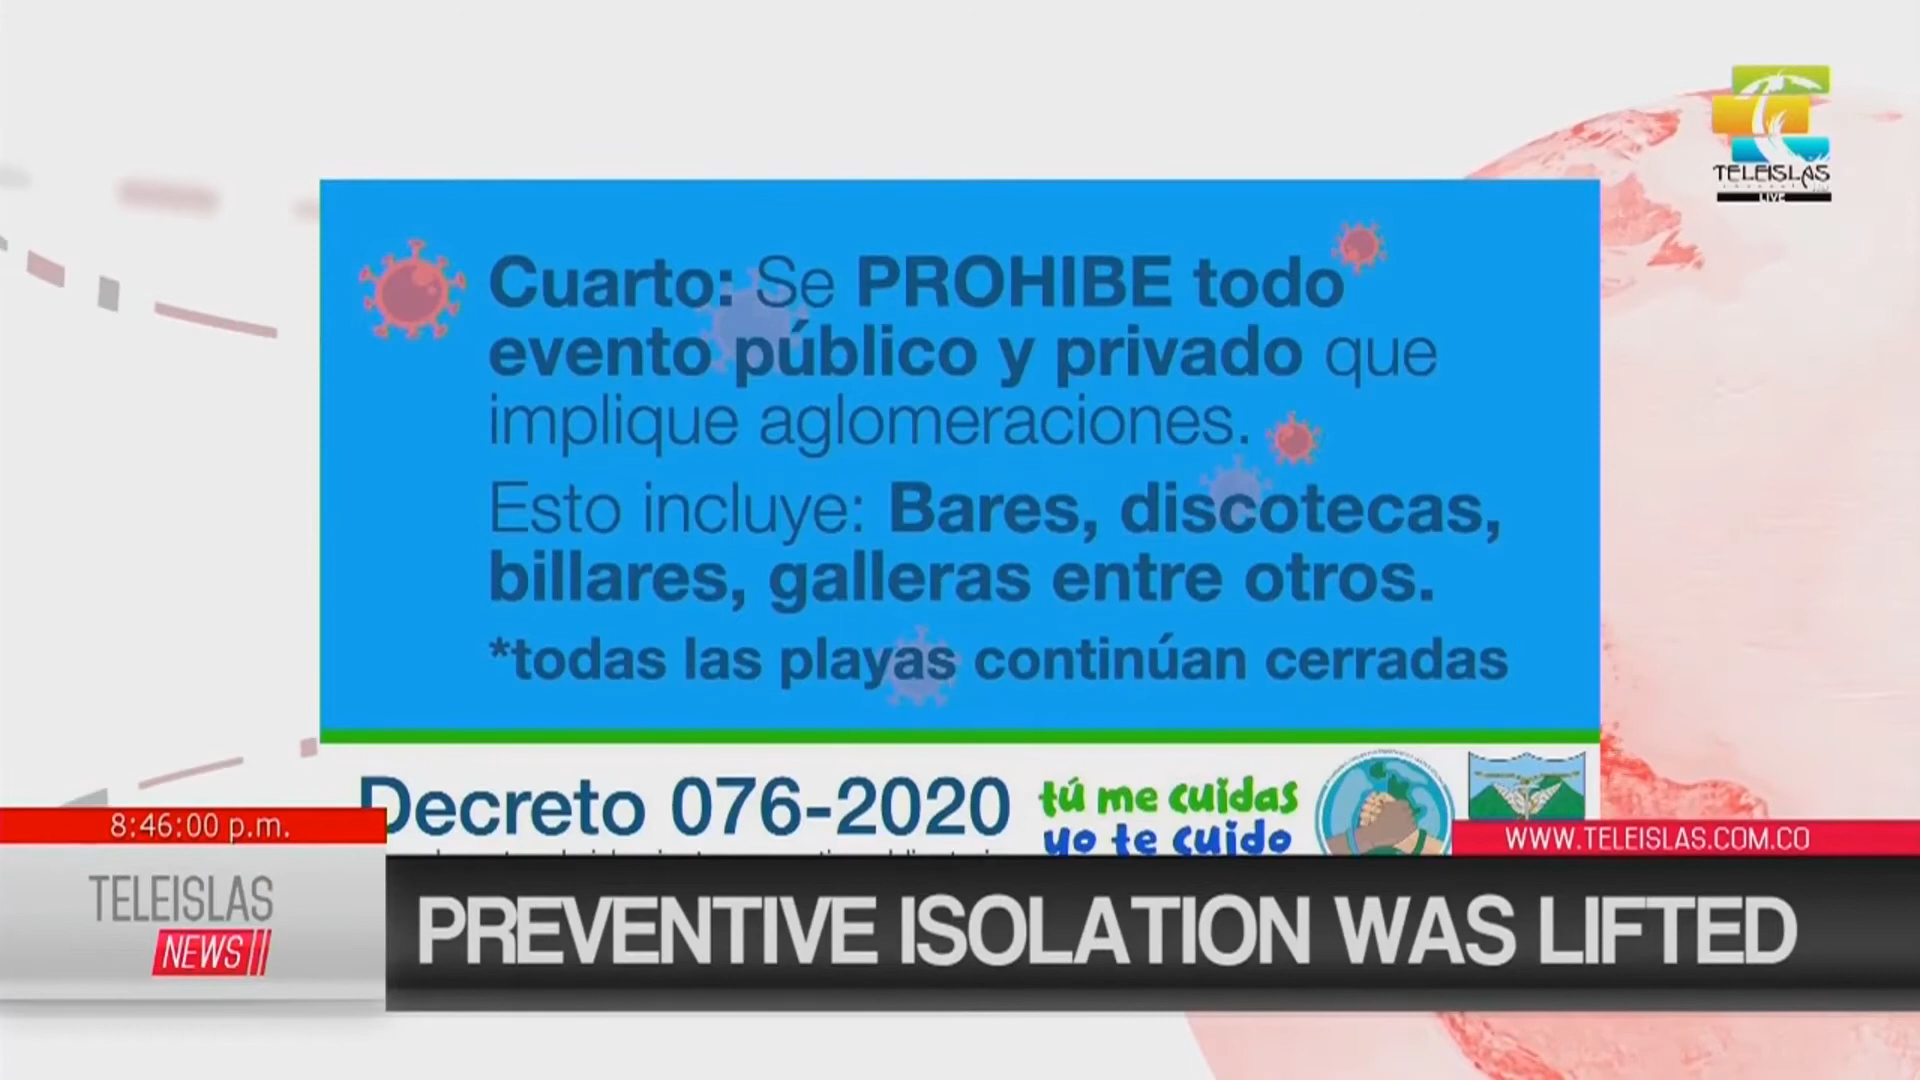 TELEISLAS
LIVE
Cuarto: Se PROHIBE todo
evento público y privado que
implique aglomeraciones.
Esto incluye: Bares, discotecas,
billares, galleras entre otros.
*todas las playas continúan cerradas
Decreto 076-2020
tú me cuidas
yo te cuido
8:46:00 p.m.
WWW.TELEISLAS.COM.CO
TELEISLAS
NEWS
PREVENTIVE ISOLATION WAS LIFTED